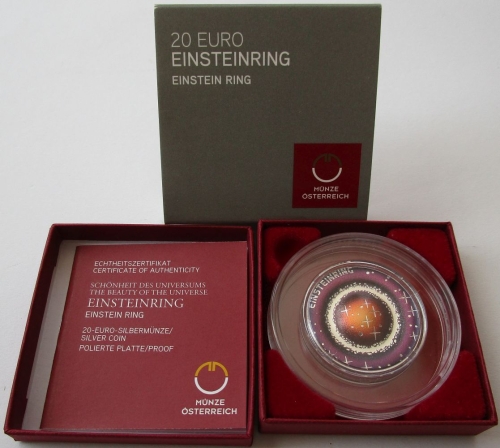 20 EURO
EINSTEINRING
EINSTEIN RING
MÜNZE
ÖSTERREICH
ECHTHEITSZERTIFIKAT
CERTIFICATE OF AUTHENTICITY
SCHÖNHEIT DES UNIVERSUMS
THE BEAUTY OF THE UNIVERSE
EINSTEINRING
EINSTEIN RING
20-EURO-SILBERMÜNZE/
SILVER COIN
POLIERTE PLATTE/PROOF
MÜNZE
ÖSTERREICH
EINSTEINRING